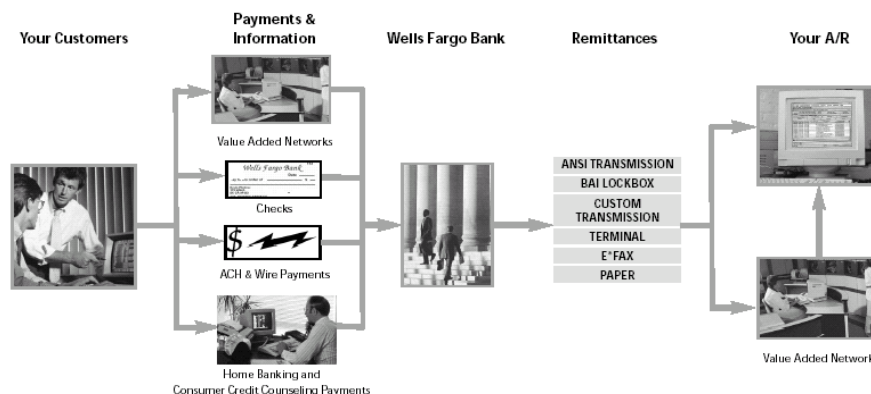 Your Customers
Payments &
Information
Wells Fargo Bank
Remittances
Your A/R
Value Added Networks
Wells Fargo Bank
Checks
$
ACH & Wire Payments
Home Banking and
Consumer Credit Counseling Payments
ANSI TRANSMISSION
BAI LOCKBOX
CUSTOM
TRANSMISSION
TERMINAL
E*FAX
PAPER
Value Added Network